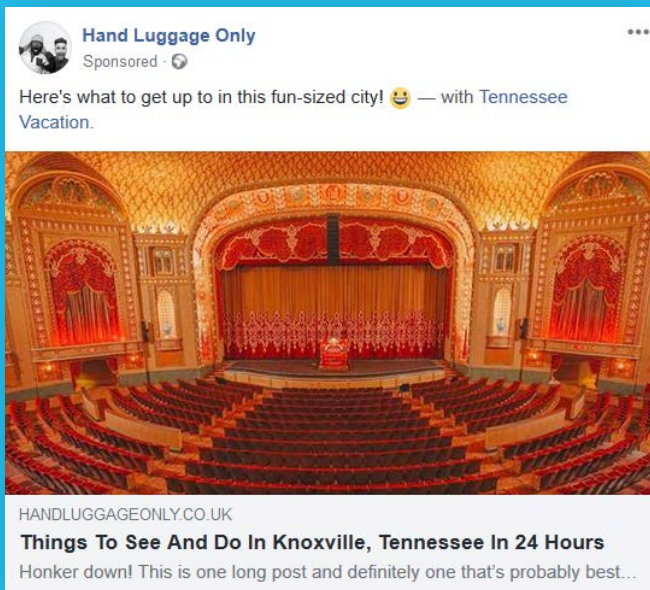 Hand Luggage Only
Sponsored ·
Here's what to get up to in this fun-sized city! 😀 — with Tennessee
Vacation.
HANDLUGGAGEONLY.CO.UK
Things To See And Do In Knoxville, Tennessee In 24 Hours
Honker down! This is one long post and definitely one that's probably best...